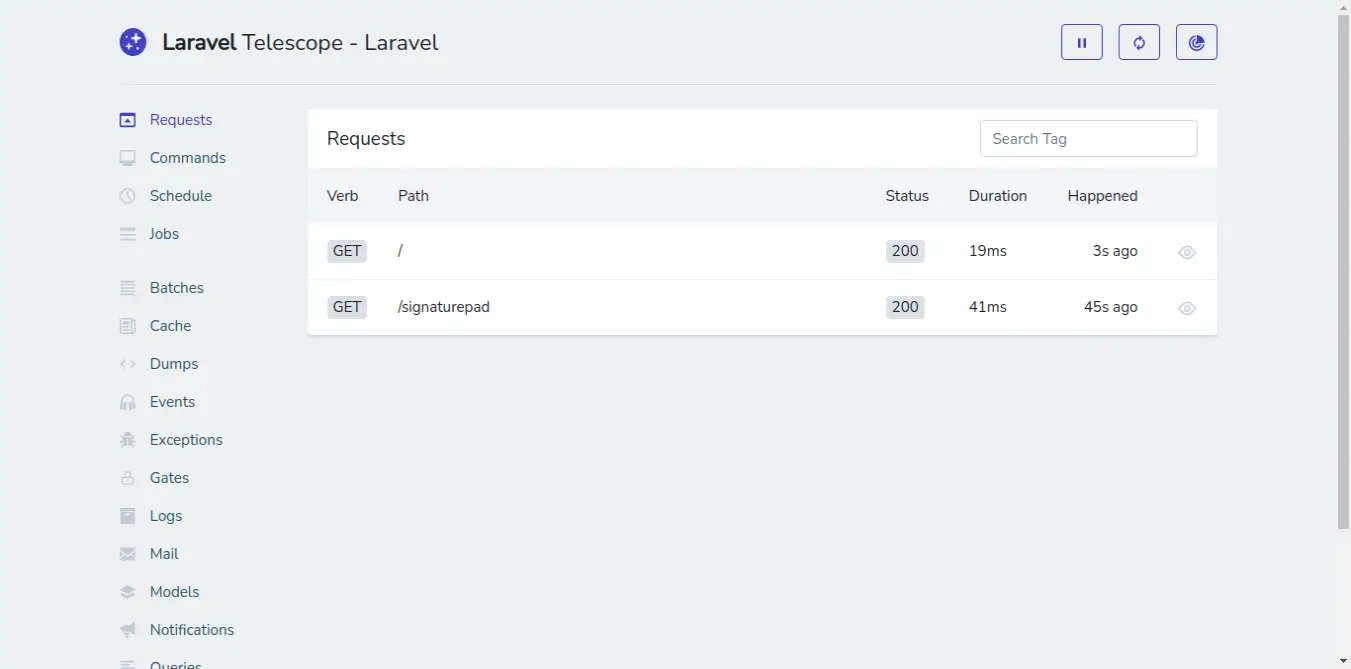 Laravel Telescope - Laravel
Requests
Commands
Schedule
Jobs
Batches
Cache
Dumps
Events
Exceptions
Gates
Logs
Mail
Models
Notifications
Queries
Requests
Search Tag
Verb Path Status Duration Happened
GET / 200 19ms 3s ago
GET /signaturepad 200 41ms 45s ago